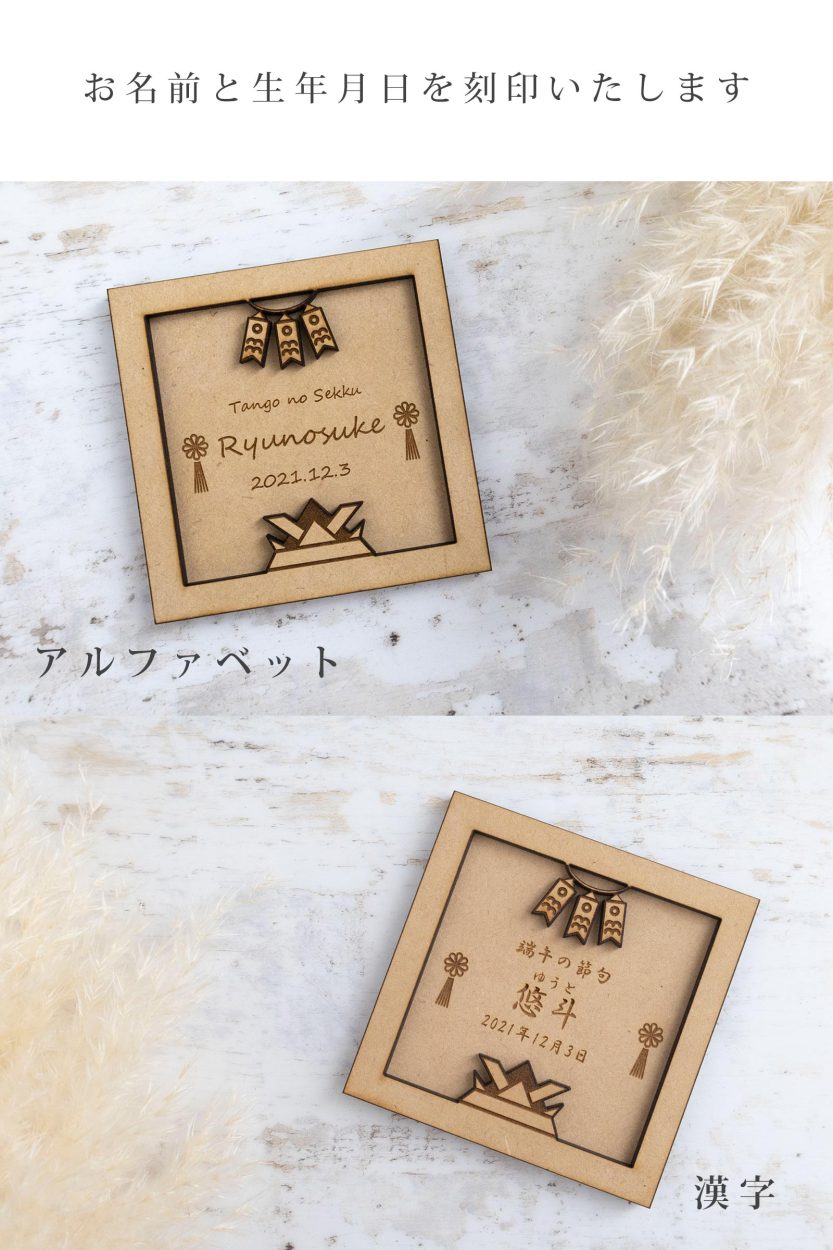 お名前と生年月日を刻印いたします
Tango no Sekku
Ryunosuke
2021.12.3
アルファベット
端午の節句
ゆうと
悠斗
2021年12月3日
漢字